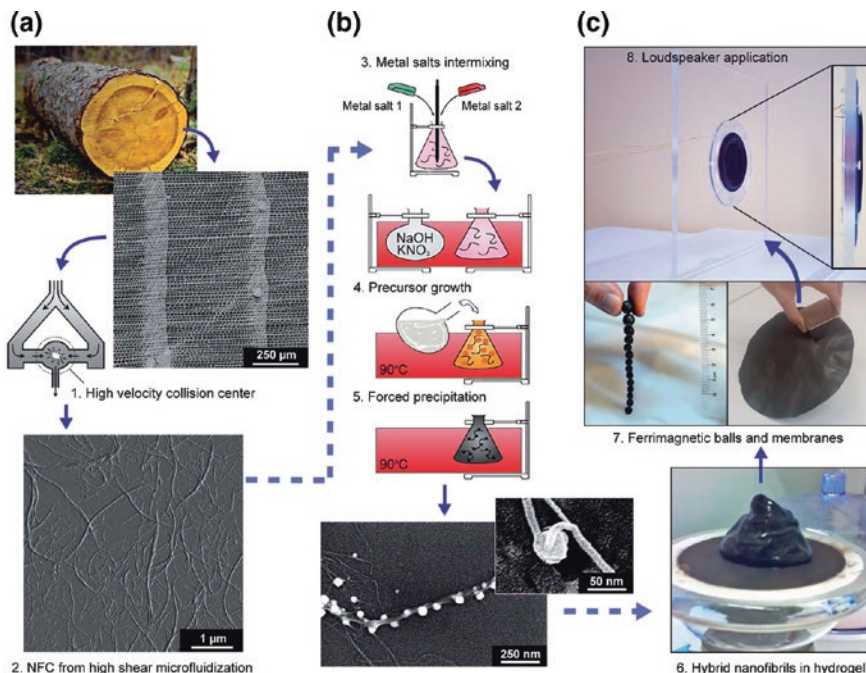 (a)
250 μm
1. High velocity collision center
1 μm
2. NFC from high shear microfluidization
(b)
3. Metal salts intermixing
Metal salt 1
Metal salt 2
NaOH
KNO₃
4. Precursor growth
90°C
5. Forced precipitation
90°C
50 nm
250 nm
(c)
8. Loudspeaker application
7. Ferrimagnetic balls and membranes
6. Hybrid nanofibrils in hydrogel